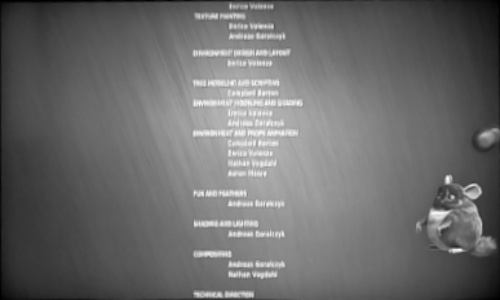 Enrico Valenza
TEXTURE PAINTING
Enrico Valenza
Andreas Goralczyk
ENVIRONMENT DESIGN AND LAYOUT
Enrico Valenza
TREE MODELING AND SCRIPTING
Campbell Barton
ENVIRONMENT MODELING AND SHADING
Enrico Valenza
Andreas Goralczyk
ENVIRONMENT AND PROPS ANIMATION
Campbell Barton
Enrico Valenza
Nathan Vegdahl
FUR AND FEATHERS
Andreas Goralczyk
SHADING AND LIGHTING
Andreas Goralczyk
COMPOSITING
Andreas Goralczyk
Nathan Vegdahl
TECHNICAL DIRECTION